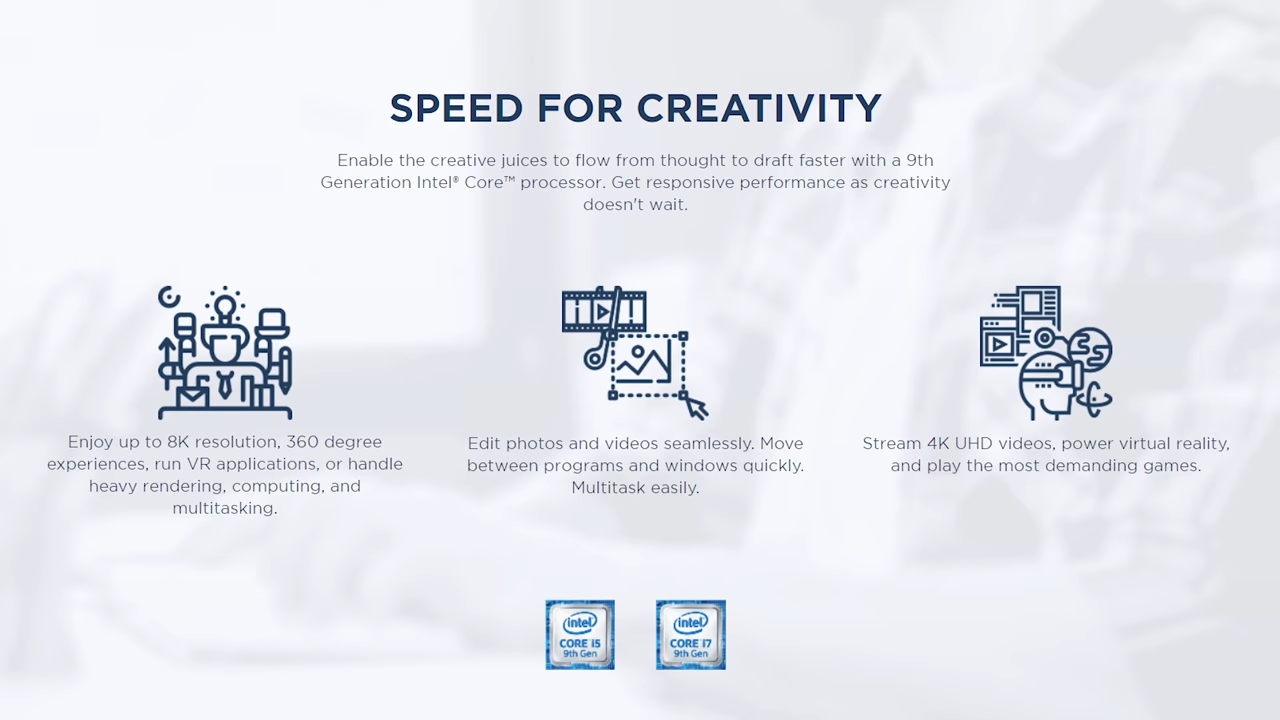 SPEED FOR CREATIVITY
Enable the creative juices to flow from thought to draft faster with a 9th
Generation Intel® Core™ processor. Get responsive performance as creativity
doesn't wait.
Enjoy up to 8K resolution, 360 degree
experiences, run VR applications, or handle
heavy rendering, computing, and
multitasking.
Edit photos and videos seamlessly. Move
between programs and windows quickly.
Multitask easily.
Stream 4K UHD videos, power virtual reality,
and play the most demanding games.
intel
CORE i5
9th Gen
intel
CORE i7
9th Gen